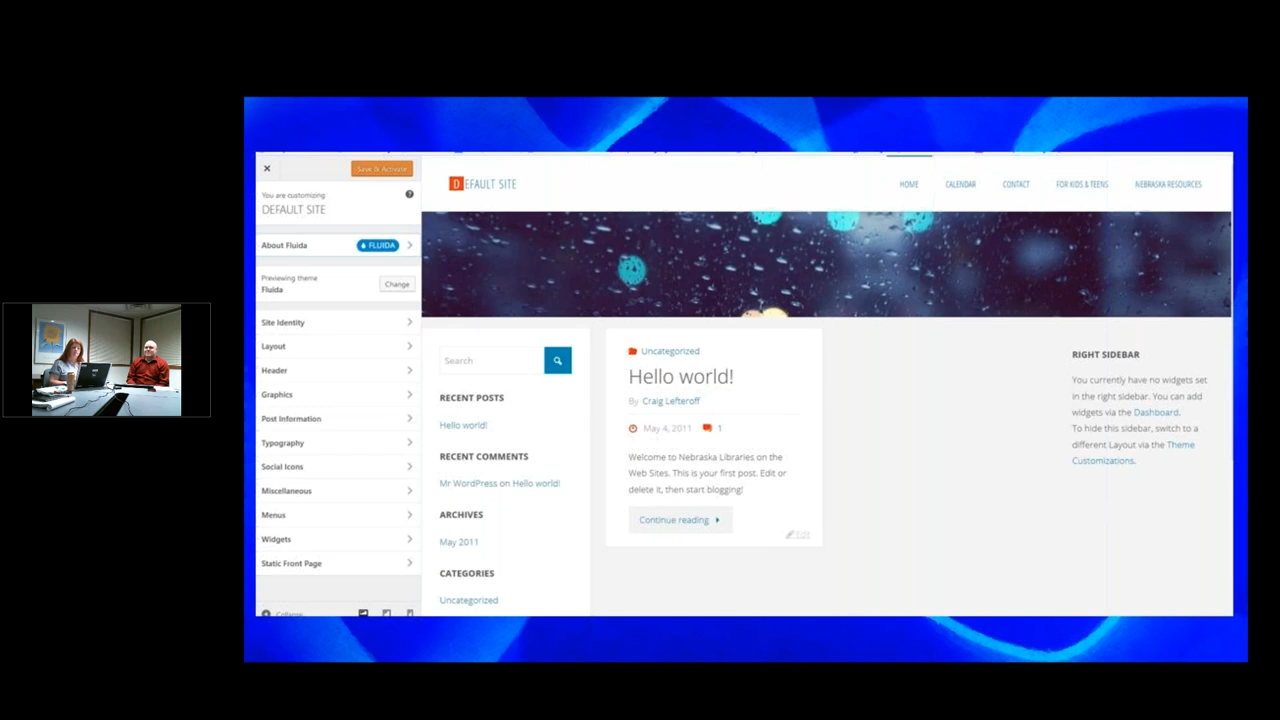 Save & Activate
You are customizing
DEFAULT SITE
About Fluida
FLUIDA
Previewing theme
Fluida
Change
Site Identity
Layout
Header
Graphics
Post Information
Typography
Social Icons
Miscellaneous
Menus
Widgets
Static Front Page
Collapse
DEFAULT SITE
HOME
CALENDAR
CONTACT
FOR KIDS & TEENS
NEBRASKA RESOURCES
Search
RECENT POSTS
Hello world!
RECENT COMMENTS
Mr WordPress on Hello world!
ARCHIVES
May 2011
CATEGORIES
Uncategorized
Uncategorized
Hello world!
By Craig Lefteroff
May 4, 2011 1
Welcome to Nebraska Libraries on the
Web Sites. This is your first post. Edit or
delete it, then start blogging!
Continue reading
Edit
RIGHT SIDEBAR
You currently have no widgets set
in the right sidebar. You can add
widgets via the Dashboard.
To hide this sidebar, switch to a
different Layout via the Theme
Customizations.